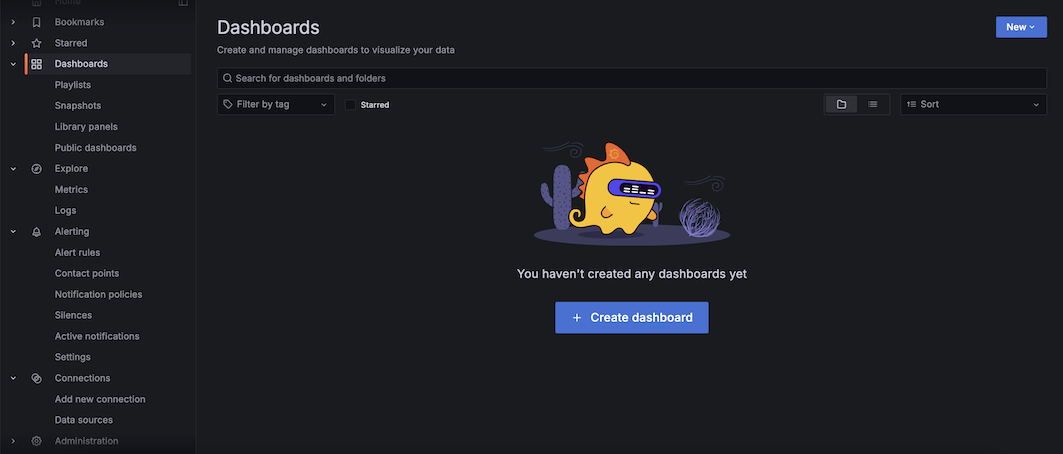 Home
Bookmarks
Starred
Dashboards
Playlists
Snapshots
Library panels
Public dashboards
Explore
Metrics
Logs
Alerting
Alert rules
Contact points
Notification policies
Silences
Active notifications
Settings
Connections
Add new connection
Data sources
Administration
Dashboards
New
Create and manage dashboards to visualize your data
Search for dashboards and folders
Filter by tag
Starred
Sort
You haven't created any dashboards yet
+ Create dashboard